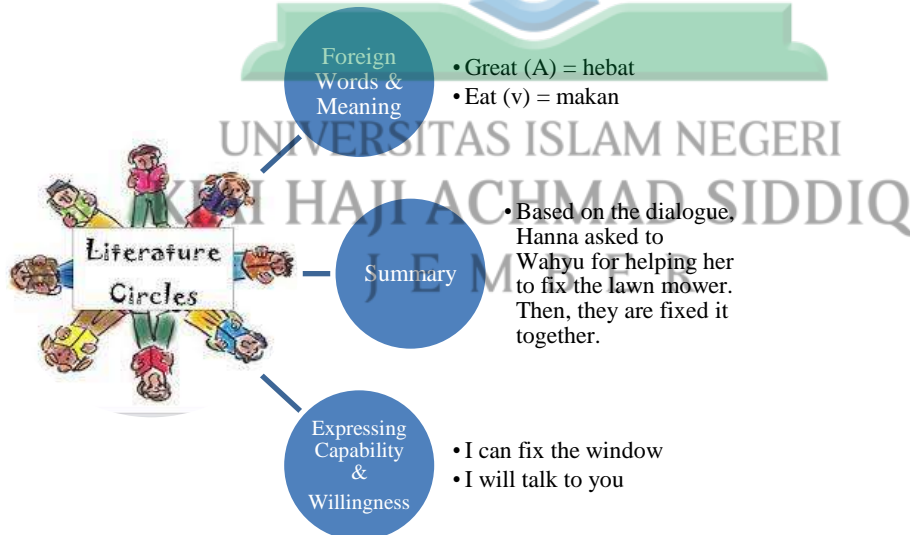 Foreign
Words &
Meaning
• Great (A) = hebat
• Eat (v) = makan
UNIVERSITAS ISLAM NEGERI
KIAI HAJI ACHMAD SIDDIQ
J E M B E R
Literature
Circles
Summary
• Based on the dialogue,
Hanna asked to
Wahyu for helping her
to fix the lawn mower.
Then, they are fixed it
together.
Expressing
Capability
&
Willingness
• I can fix the window
• I will talk to you